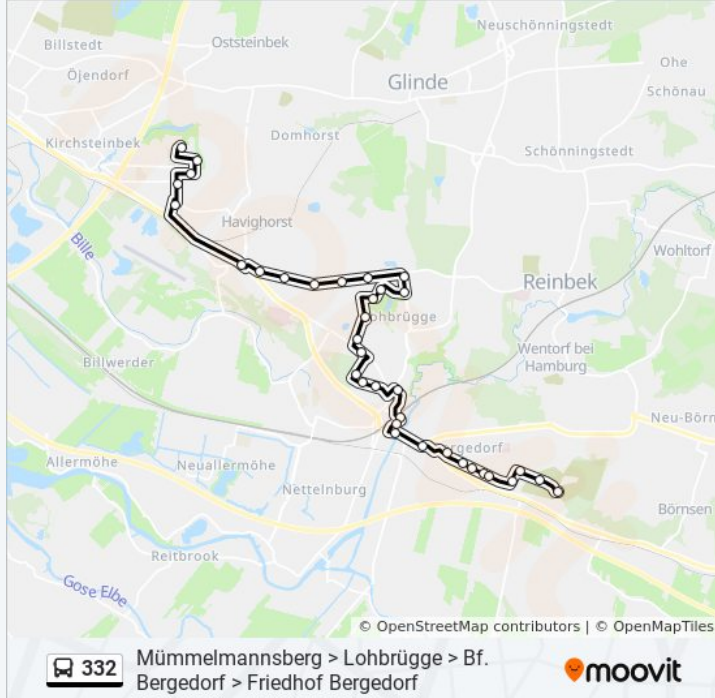 Neuschönningstedt
Billstedt
Oststeinbek
Öjendorf
Ohe
Glinde
Schönau
Kirchsteinbek
Domhorst
Schönningstedt
Havighorst
Bille
Wohltorf
Reinbek
Lohbrügge
Wentorf bei
Hamburg
Billwerder
Neu-Börn
Bergedorf
Allermöhe
Neuallermöhe
Nettelnburg
Börnsen
Reitbrook
Gose Elbe
© OpenStreetMap contributors | © OpenMapTiles
332
Mümmelmannsberg > Lohbrügge > Bf.
Bergedorf > Friedhof Bergedorf
moovit